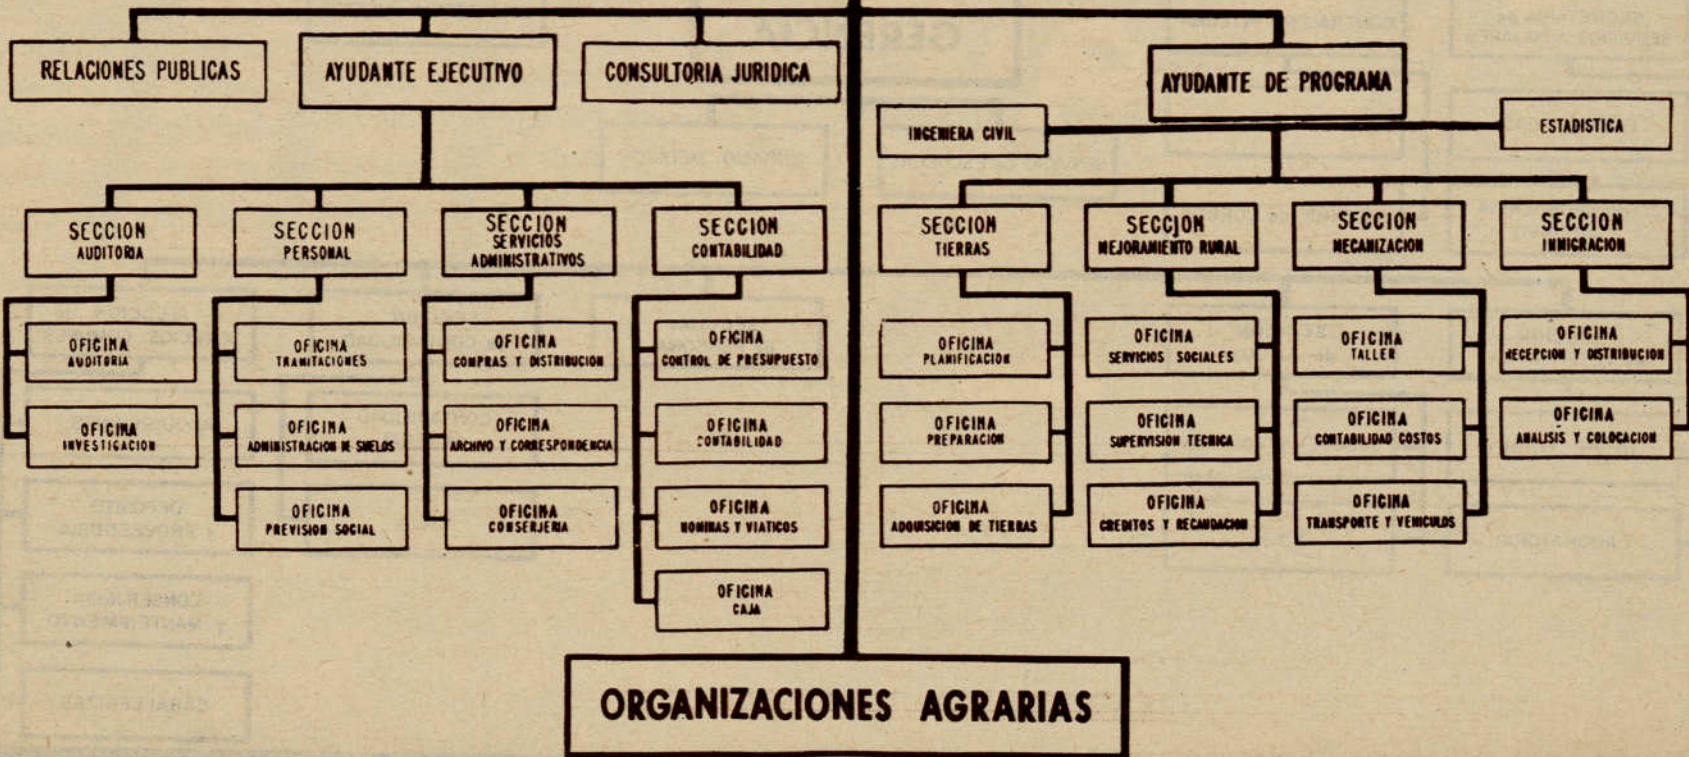 RELACIONES PUBLICAS
AYUDANTE EJECUTIVO
CONSULTORIA JURIDICA
AYUDANTE DE PROGRAMA
INGENIERA CIVIL
ESTADISTICA
SECCION
AUDITORIA
SECCION
PERSONAL
SECCION
SERVICIOS
ADMINISTRATIVOS
SECCION
CONTABILIDAD
SECCION
TIERRAS
SECCION
MEJORAMIENTO RURAL
SECCION
MECANIZACION
SECCION
INMIGRACION
OFICINA
AUDITORIA
OFICINA
INVESTIGACION
OFICINA
TRAMITACIONES
OFICINA
ADMINISTRACION DE SUELOS
OFICINA
PREVISION SOCIAL
OFICINA
COMPRAS Y DISTRIBUCION
OFICINA
ARCHIVO Y CORRESPONDENCIA
OFICINA
CONSERJERIA
OFICINA
CONTROL DE PRESUPUESTO
OFICINA
CONTABILIDAD
OFICINA
NOMINAS Y VIATICOS
OFICINA
CAJA
OFICINA
PLANIFICACION
OFICINA
PREPARACION
OFICINA
ADQUISICION DE TIERRAS
OFICINA
SERVICIOS SOCIALES
OFICINA
SUPERVISION TECNICA
OFICINA
CREDITOS Y RECAUDACION
OFICINA
TALLER
OFICINA
CONTABILIDAD COSTOS
OFICINA
TRANSPORTE Y VEHICULOS
OFICINA
RECEPCION Y DISTRIBUCION
OFICINA
ANALISIS Y COLOCACION
ORGANIZACIONES AGRARIAS